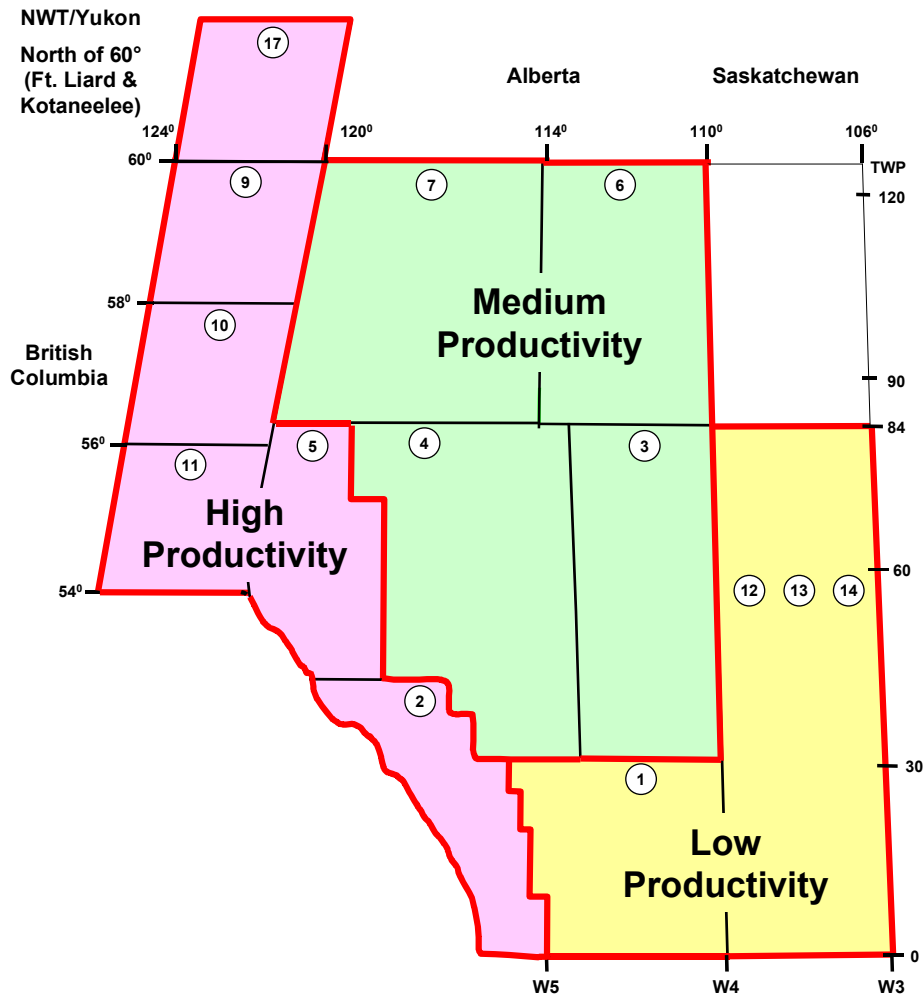 NWT/Yukon
North of 60°
(Ft. Liard &
Kotaneelee)
17
Alberta
Saskatchewan
124⁰
120⁰
114⁰
110⁰
106⁰
60⁰
TWP
9
7
6
120
58⁰
10
Medium
Productivity
British
Columbia
90
84
56⁰
11
5
4
3
High
Productivity
54⁰
60
12
13
14
2
1
30
Low
Productivity
0
W5
W4
W3